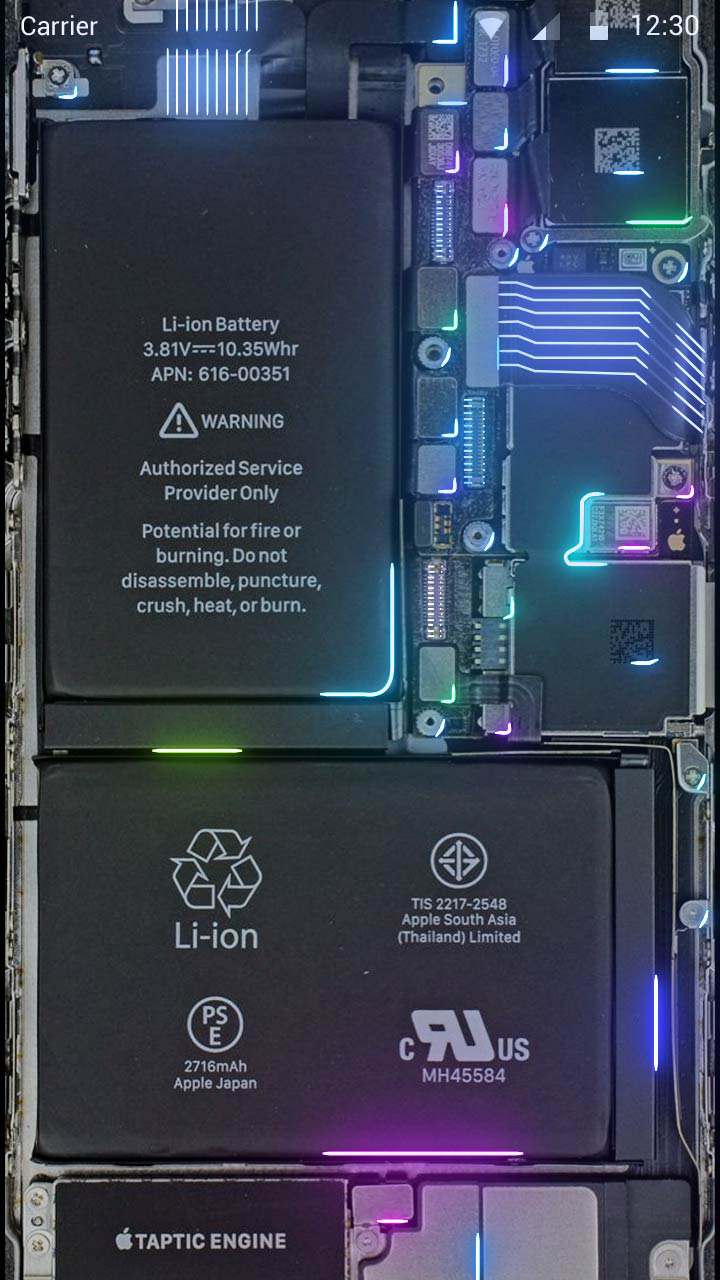 Carrier
12:30
Li-ion Battery
3.81V⎓10.35Whr
APN: 616-00351
WARNING
Authorized Service
Provider Only
Potential for fire or
burning. Do not
disassemble, puncture,
crush, heat, or burn.
Li-ion
TIS 2217-2548
Apple South Asia
(Thailand) Limited
PS
E
2716mAh
Apple Japan
C RU US
MH45584
TAPTIC ENGINE